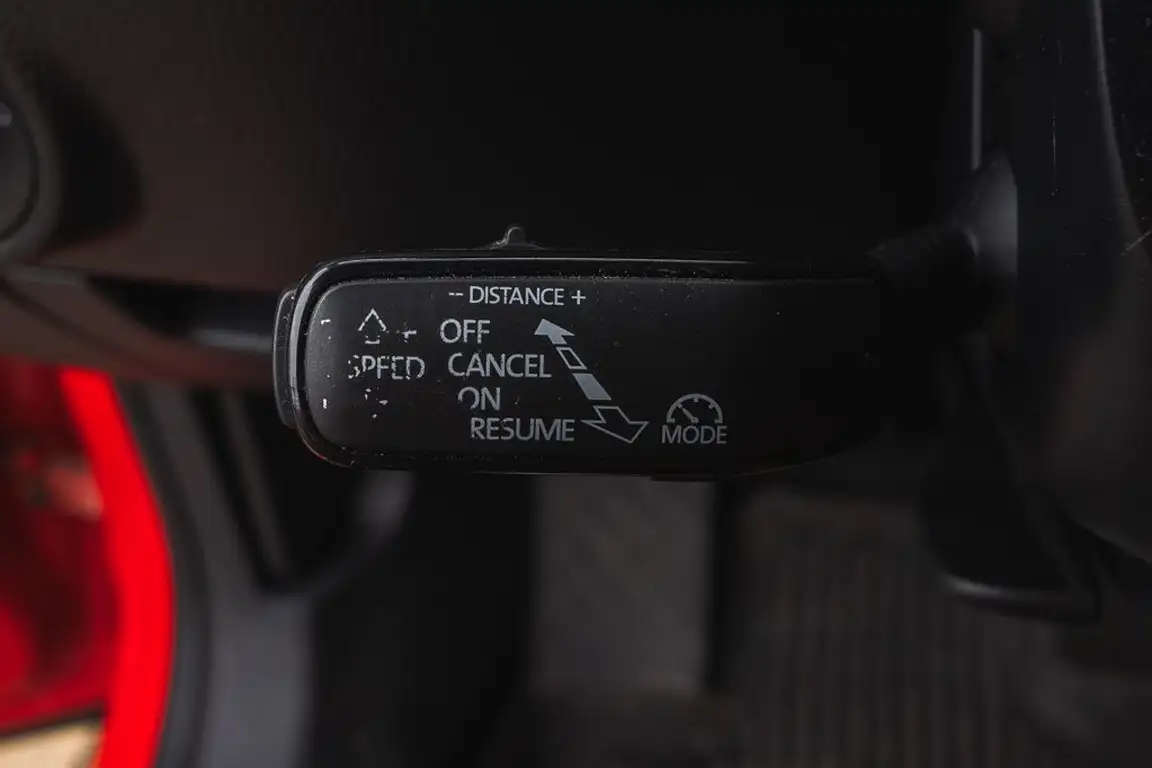 -- DISTANCE +
+ OFF
SPEED CANCEL
ON
RESUME
MODE